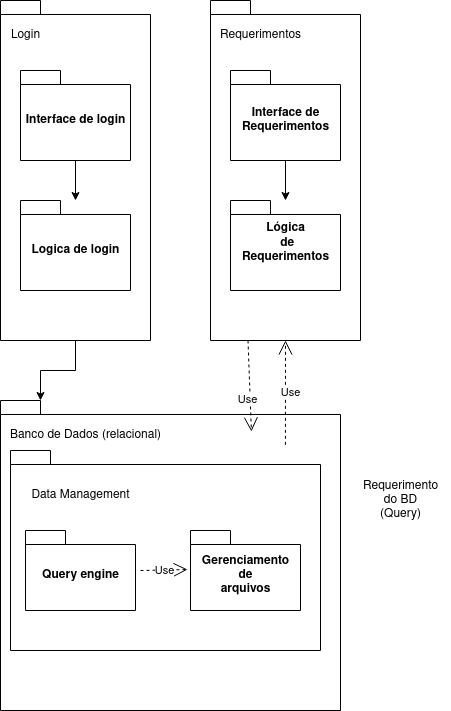 Login
Requerimentos
Interface de login
Interface de
Requerimentos
Logica de login
Lógica
de
Requerimentos
Use
Use
Banco de Dados (relacional)
Data Management
Requerimento
do BD
(Query)
Query engine
Use
Gerenciamento
de
arquivos